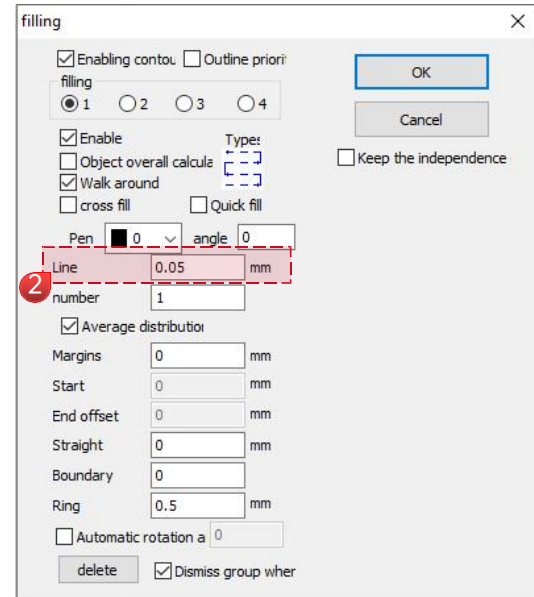 filling
Enabling contou Outline priorit
OK
filling
1 2 3 4
Cancel
Enable Type:
Object overall calcula Keep the independence
Walk around
cross fill Quick fill
Pen 0 angle 0
2 Line 0.05 mm
number 1
Average distribution
Margins 0 mm
Start 0 mm
End offset 0 mm
Straight 0 mm
Boundary 0
Ring 0.5 mm
Automatic rotation a 0
delete Dismiss group wher